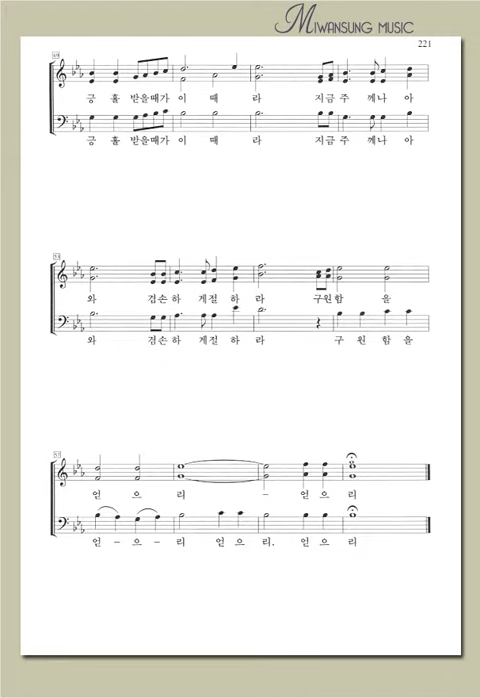 MIWANSUNG MUSIC
221
49
긍 휼 받을때가 이 때 라 지금 주 께나 아
긍 휼 받을때가 이 때 라 지금 주 께나 아
53
와 겸손하 게절 하 라 구원함 을
와 겸손하 게절 하 라 구 원 함을
57
얻 으 리 - 얻으 리
얻 - 으 - 리 얻으 리. 얻으 리